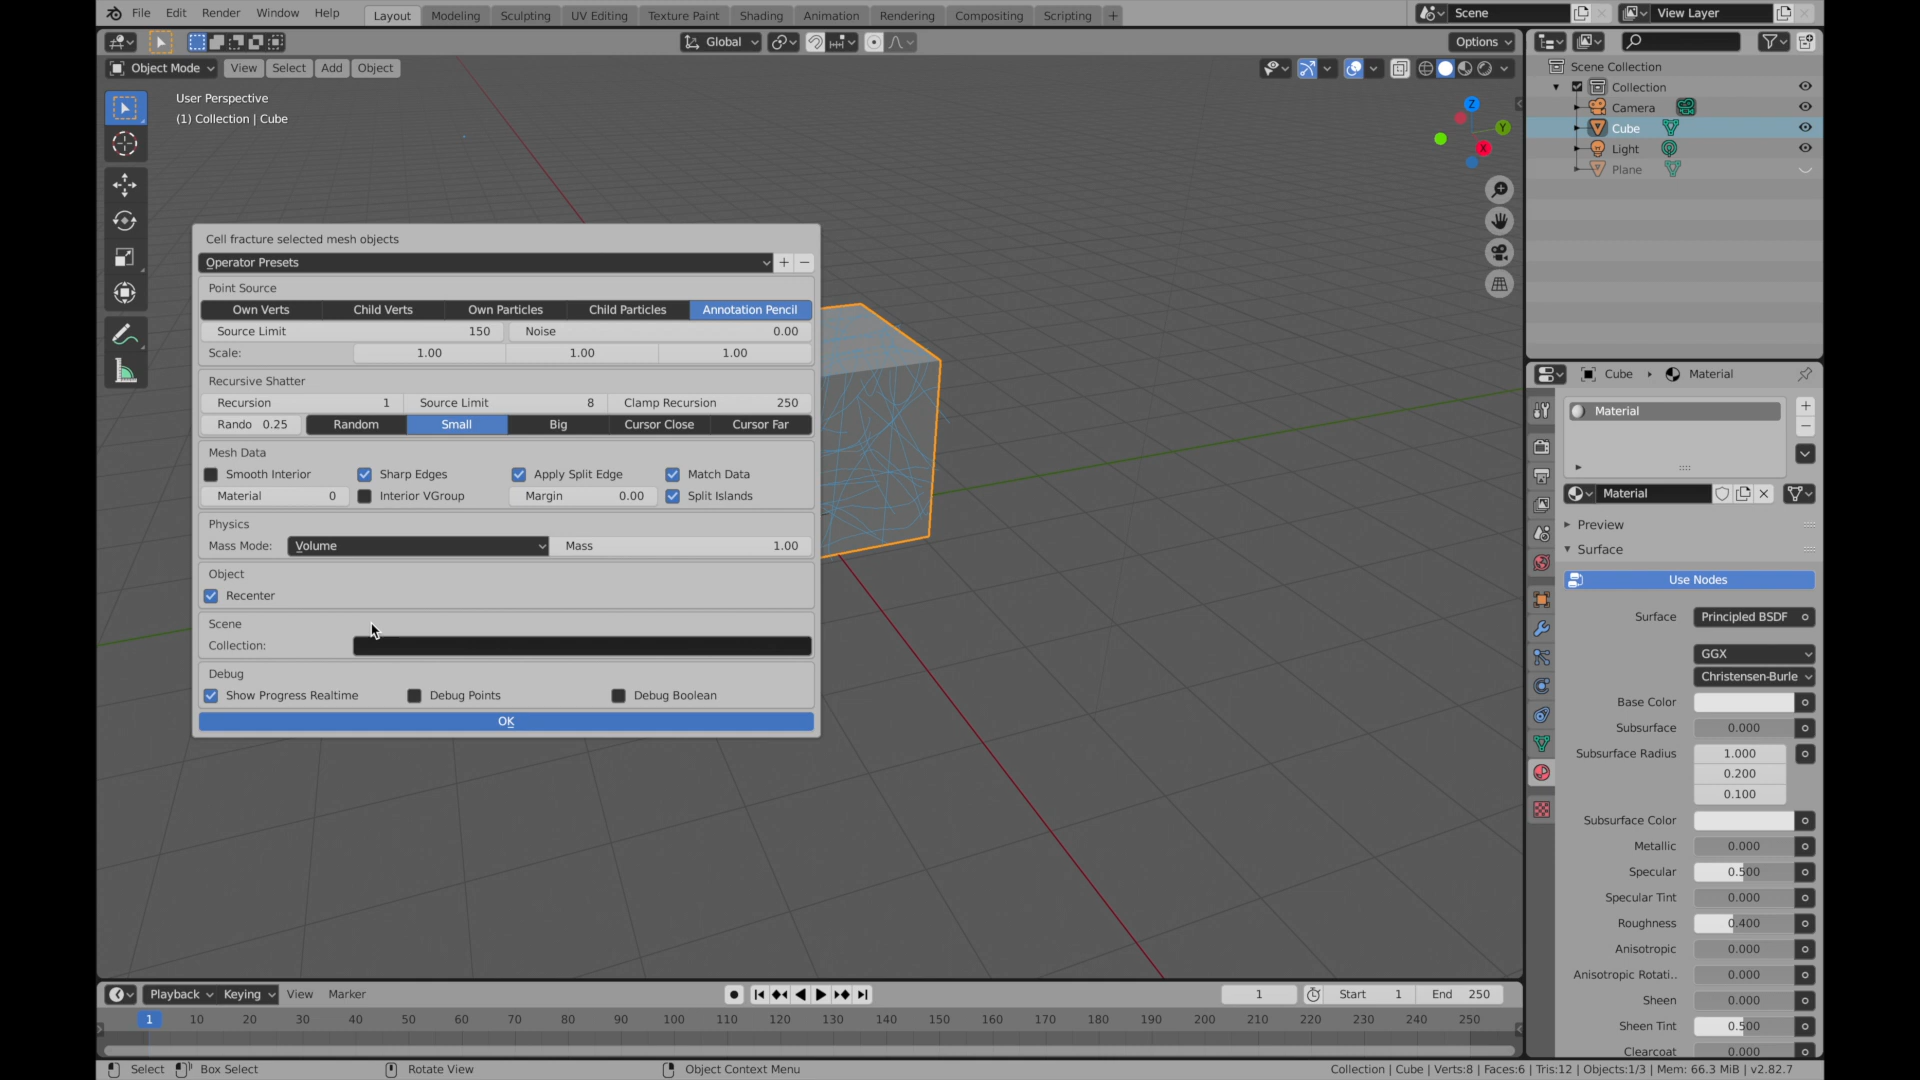 File Edit Render Window Help Layout Modeling Sculpting UV Editing Texture Paint Shading Animation Rendering Compositing Scripting + Scene View Layer
Global Options
Object Mode View Select Add Object
User Perspective
(1) Collection | Cube
Z
Y
X
Scene Collection
Collection
Camera
Cube
Light
Plane
Cell fracture selected mesh objects
Operator Presets
Point Source
Own Verts Child Verts Own Particles Child Particles Annotation Pencil
Source Limit 150 Noise 0.00
Scale: 1.00 1.00 1.00
Recursive Shatter
Recursion 1 Source Limit 8 Clamp Recursion 250
Rando 0.25 Random Small Big Cursor Close Cursor Far
Mesh Data
Smooth Interior Sharp Edges Apply Split Edge Match Data
Material 0 Interior VGroup Margin 0.00 Split Islands
Physics
Mass Mode: Volume Mass 1.00
Object
Recenter
Scene
Collection:
Debug
Show Progress Realtime Debug Points Debug Boolean
OK
Cube Material
Material
Material
Preview
Surface
Use Nodes
Surface Principled BSDF
GGX
Christensen-Burle
Base Color
Subsurface 0.000
Subsurface Radius 1.000
0.200
0.100
Subsurface Color
Metallic 0.000
Specular 0.500
Specular Tint 0.000
Roughness 0.400
Anisotropic 0.000
Anisotropic Rotati.. 0.000
Sheen 0.000
Sheen Tint 0.500
Clearcoat 0.000
Playback Keying View Marker 1 Start 1 End 250
1 10 20 30 40 50 60 70 80 90 100 110 120 130 140 150 160 170 180 190 200 210 220 230 240 250
Select Box Select Rotate View Object Context Menu Collection | Cube | Verts:8 | Faces:6 | Tris:12 | Objects:1/3 | Mem: 66.3 MiB | v2.82.7